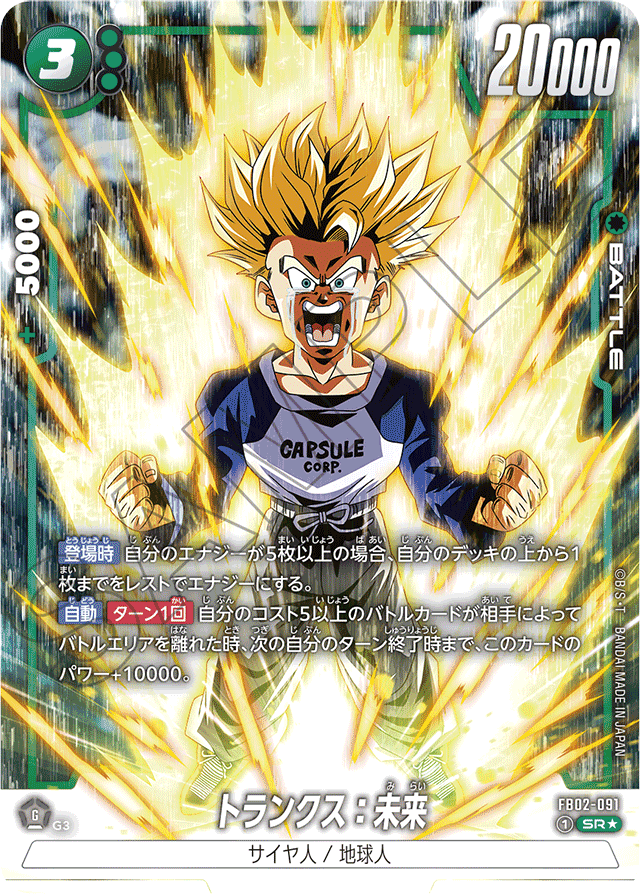 3
20000
+5000
BATTLE
SAMPLE
CAPSULE
CORP.
登場時 自分のエナジーが5枚以上の場合、自分のデッキの上から1
枚までをレストでエナジーにする。
自動 ターン1回 自分のコスト5以上のバトルカードが相手によって
バトルエリアを離れた時、次の自分のターン終了時まで、このカードの
パワー+10000。
©B/S・T BANDAI MADE IN JAPAN
G
G3
トランクス:未来
FB02-091
1 SR★
サイヤ人 / 地球人